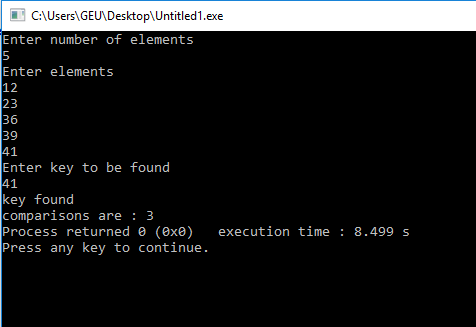 C:\Users\GEU\Desktop\Untitled1.exe
Enter number of elements
5
Enter elements
12
23
36
39
41
Enter key to be found
41
key found
comparisons are : 3
Process returned 0 (0x0)   execution time : 8.499 s
Press any key to continue.